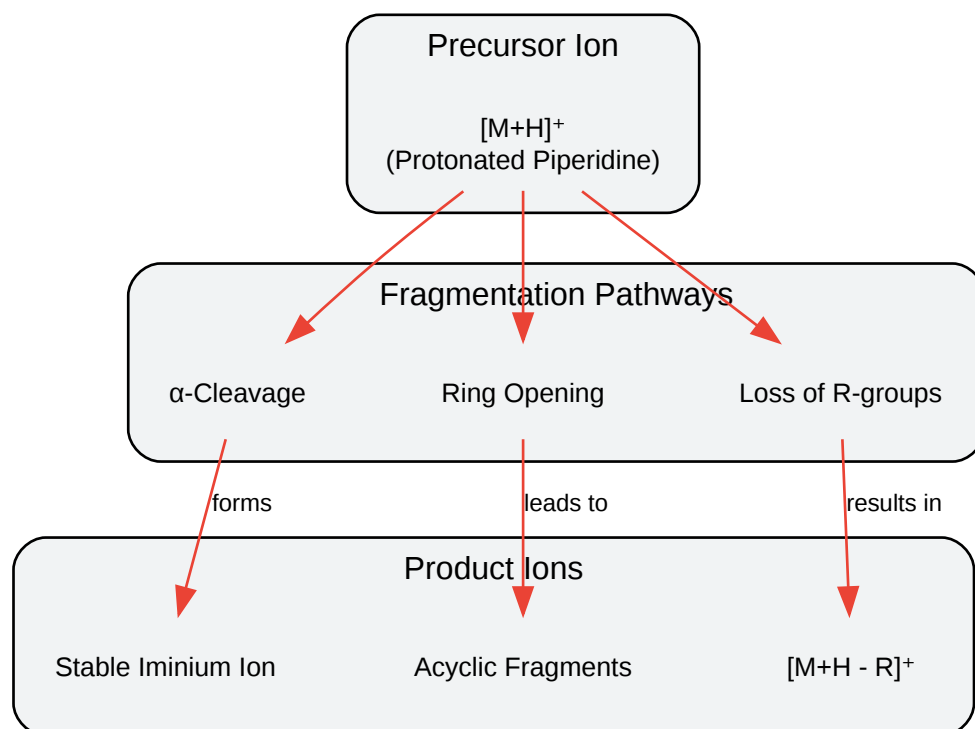 Precursor Ion
[M+H]⁺
(Protonated Piperidine)
Fragmentation Pathways
α-Cleavage
Ring Opening
Loss of R-groups
forms
leads to
results in
Product Ions
Stable Iminium Ion
Acyclic Fragments
[M+H - R]⁺